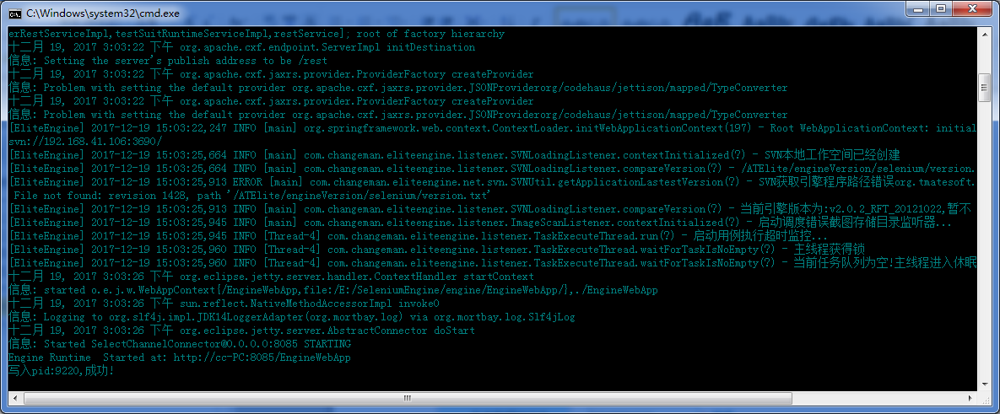 C:\Windows\system32\cmd.exe
erRestServiceImpl,testSuitRuntimeServiceImpl,restService]; root of factory hierarchy
十二月 19, 2017 3:03:22 下午 org.apache.cxf.endpoint.ServerImpl initDestination
信息: Setting the server's publish address to be /rest
十二月 19, 2017 3:03:22 下午 org.apache.cxf.jaxrs.provider.ProviderFactory createProvider
信息: Problem with setting the default provider org.apache.cxf.jaxrs.provider.JSONProviderorg/codehaus/jettison/mapped/TypeConverter
十二月 19, 2017 3:03:22 下午 org.apache.cxf.jaxrs.provider.ProviderFactory createProvider
信息: Problem with setting the default provider org.apache.cxf.jaxrs.provider.JSONProviderorg/codehaus/jettison/mapped/TypeConverter
[EliteEngine] 2017-12-19 15:03:22,247 INFO [main] org.springframework.web.context.ContextLoader.initWebApplicationContext(197) - Root WebApplicationContext: initial
svn://192.168.41.106:3690/
[EliteEngine] 2017-12-19 15:03:25,664 INFO [main] com.changeman.eliteengine.listener.SVNLoadingListener.contextInitialized(?) - SVN本地工作空间已经创建
[EliteEngine] 2017-12-19 15:03:25,664 INFO [main] com.changeman.eliteengine.listener.SVNLoadingListener.compareVersion(?) - /ATElite/engineVersion/selenium/version.
[EliteEngine] 2017-12-19 15:03:25,913 ERROR [main] com.changeman.eliteengine.net.svn.SVNUtil.getApplicationLastestVersion(?) - SVN获取引擎程序路径错误org.tmatesoft.
File not found: revision 1428, path '/ATElite/engineVersion/selenium/version.txt'
[EliteEngine] 2017-12-19 15:03:25,913 INFO [main] com.changeman.eliteengine.listener.SVNLoadingListener.compareVersion(?) - 当前引擎版本为:v2.0.2_RFT_20121022,暂不
[EliteEngine] 2017-12-19 15:03:25,945 INFO [main] com.changeman.eliteengine.listener.ImageScanListener.contextInitialized(?) - 启动调度错误截图存储目录监听器...
[EliteEngine] 2017-12-19 15:03:25,945 INFO [Thread-4] com.changeman.eliteengine.listener.TaskExecuteThread.run(?) - 启动用例执行超时监控...
[EliteEngine] 2017-12-19 15:03:25,960 INFO [Thread-4] com.changeman.eliteengine.listener.TaskExecuteThread.waitForTaskIsNoEmpty(?) - 主线程获得锁
[EliteEngine] 2017-12-19 15:03:25,960 INFO [Thread-4] com.changeman.eliteengine.listener.TaskExecuteThread.waitForTaskIsNoEmpty(?) - 当前任务队列为空!主线程进入休眠
十二月 19, 2017 3:03:26 下午 org.eclipse.jetty.server.handler.ContextHandler startContext
信息: started o.e.j.w.WebAppContext{/EngineWebApp,file:/E:/SeleniumEngine/engine/EngineWebApp/},./EngineWebApp
十二月 19, 2017 3:03:26 下午 sun.reflect.NativeMethodAccessorImpl invoke0
信息: Logging to org.slf4j.impl.JDK14LoggerAdapter(org.mortbay.log) via org.mortbay.log.Slf4jLog
十二月 19, 2017 3:03:26 下午 org.eclipse.jetty.server.AbstractConnector doStart
信息: Started SelectChannelConnector@0.0.0.0:8085 STARTING
Engine Runtime  Started at: http://cc-PC:8085/EngineWebApp
写入pid:9220,成功!